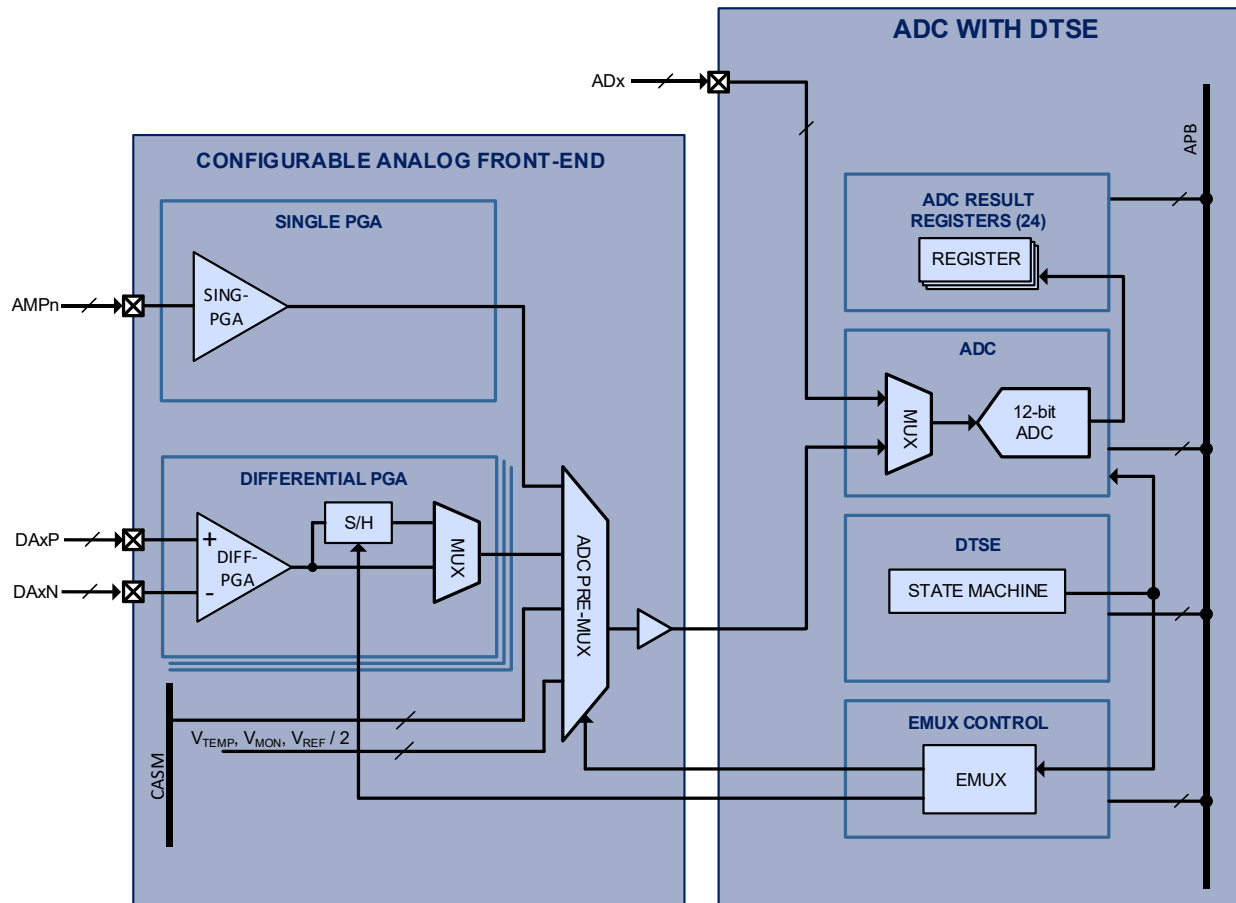 ADC WITH DTSE
ADx
APB
CONFIGURABLE ANALOG FRONT-END
SINGLE PGA
ADC RESULT
REGISTERS (24)
REGISTER
AMPn
SING-
PGA
ADC
MUX
12-bit
ADC
DIFFERENTIAL PGA
DAxP
DAxN
+
-
DIFF-
PGA
S/H
MUX
ADC PRE-MUX
DTSE
STATE MACHINE
CASM
VTEMP, VMON, VREF / 2
EMUX CONTROL
EMUX